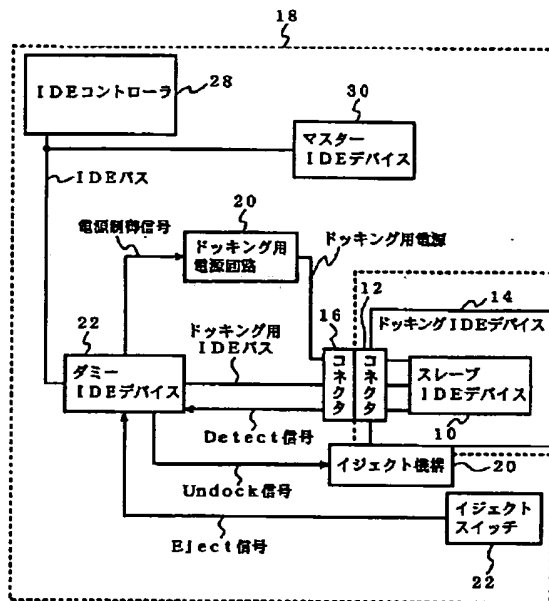 18
IDEコントローラ
28
30
マスター
IDEデバイス
IDEバス
電源制御信号
20
ドッキング用
電源回路
ドッキング用電源
12
14
16
ドッキングIDEデバイス
22
ダミー
IDEデバイス
ドッキング用
IDEバス
コネクタ
コネクタ
スレーブ
IDEデバイス
10
Detect信号
イジェクト機構
20
Undock信号
イジェクト
スイッチ
Eject信号
22